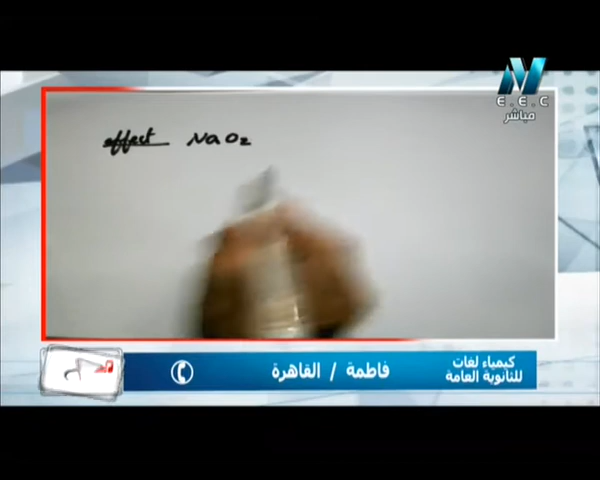 E.E.C
مباشر
effect NaO2
فاطمة / القاهرة
كيمياء لغات
للثانوية العامة